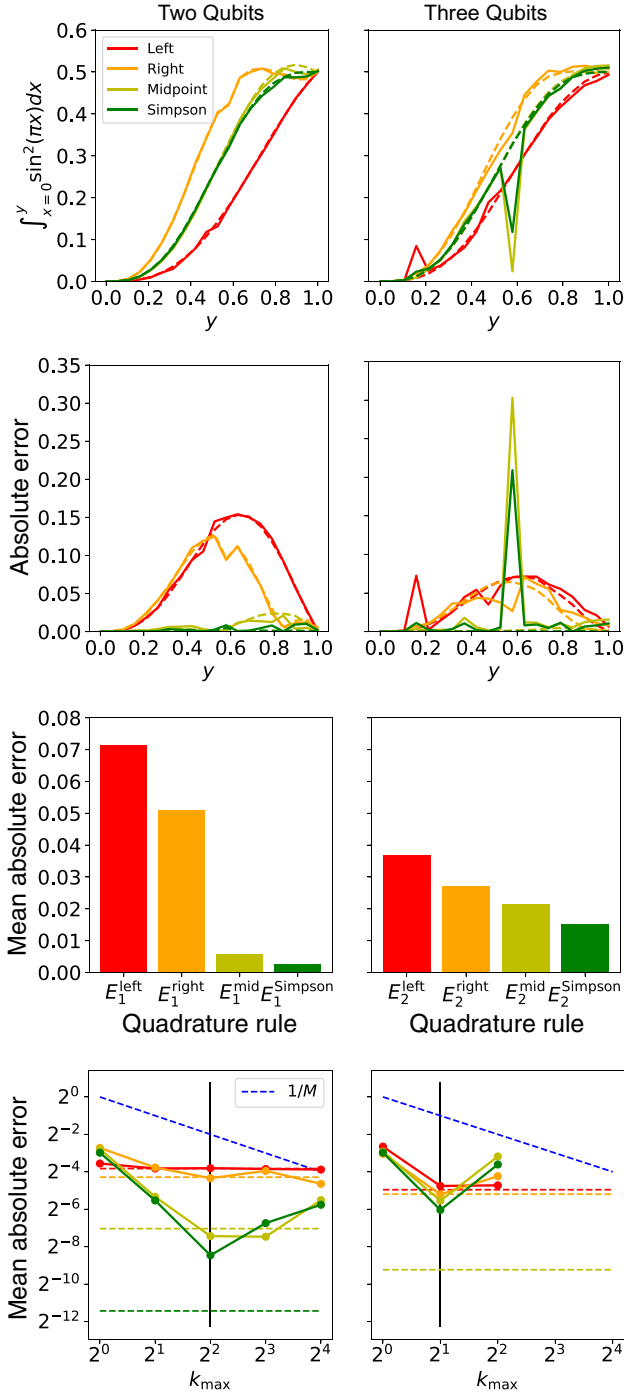 Two Qubits
Three Qubits
Left
Right
Midpoint
Simpson
∫_{x=0}^{y} sin²(πx)dx
0.6
0.5
0.4
0.3
0.2
0.1
0.0
0.0 0.2 0.4 0.6 0.8 1.0
y
0.0 0.2 0.4 0.6 0.8 1.0
y
Absolute error
0.35
0.30
0.25
0.20
0.15
0.10
0.05
0.00
0.0 0.2 0.4 0.6 0.8 1.0
y
0.0 0.2 0.4 0.6 0.8 1.0
y
Mean absolute error
0.08
0.07
0.06
0.05
0.04
0.03
0.02
0.01
0.00
E_1^{left} E_1^{right} E_1^{mid} E_1^{Simpson}
Quadrature rule
E_2^{left} E_2^{right} E_2^{mid} E_2^{Simpson}
Quadrature rule
Mean absolute error
2^0
2^{-2}
2^{-4}
2^{-6}
2^{-8}
2^{-10}
2^{-12}
1/M
2^0 2^1 2^2 2^3 2^4
k_{max}
2^0 2^1 2^2 2^3 2^4
k_{max}